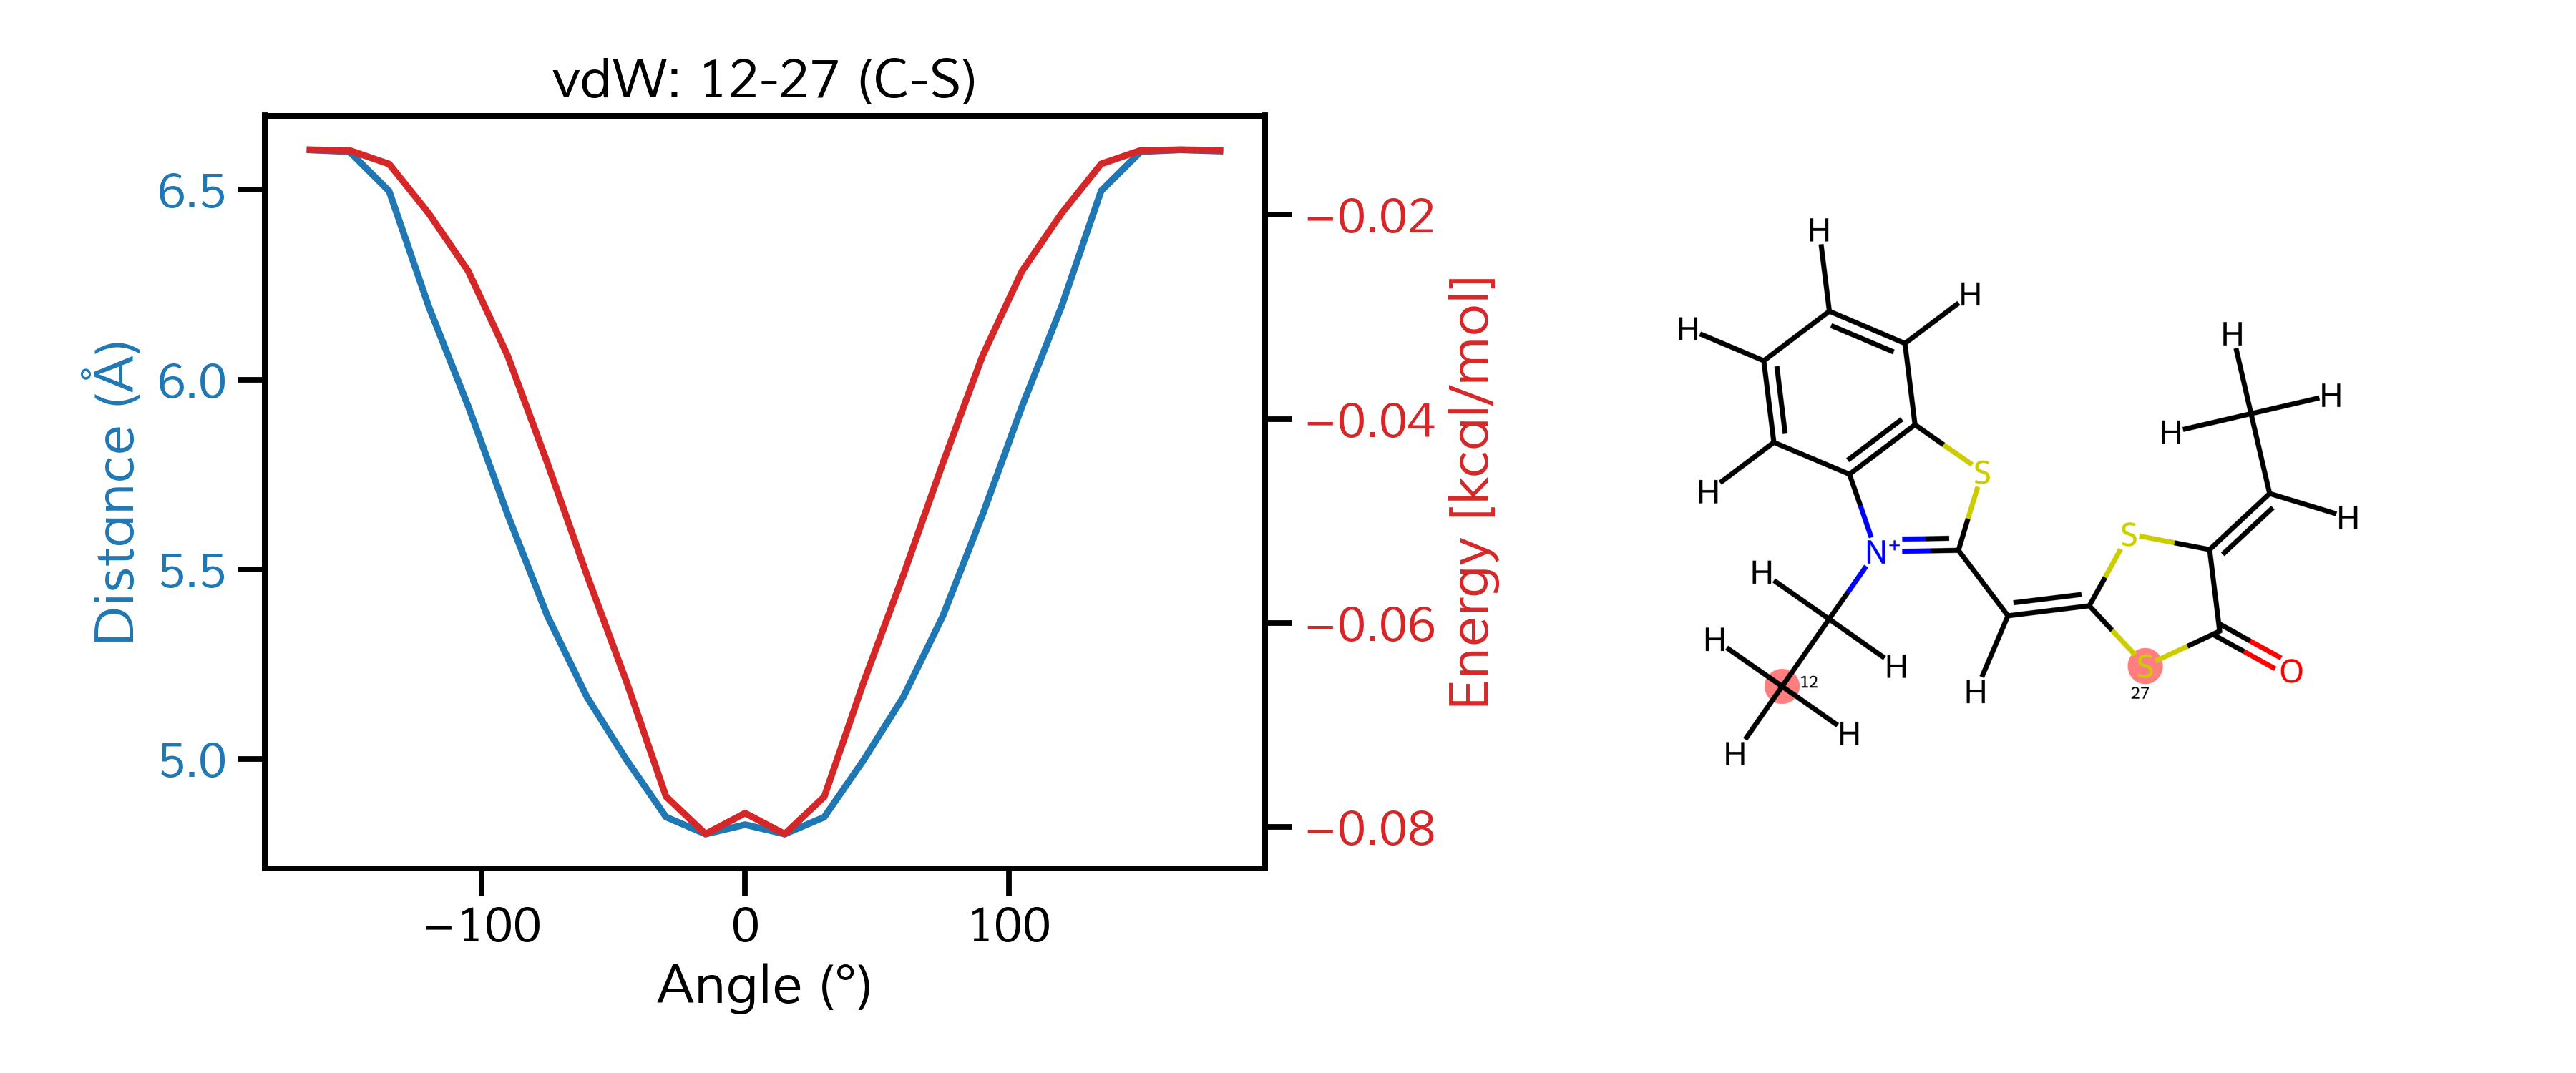 vdW: 12-27 (C-S)
Distance (Å)
6.5
6.0
5.5
5.0
−0.02
−0.04
−0.06
−0.08
Energy [kcal/mol]
−100 0 100
Angle (°)
H
H
H
H
H
H
H
S
H
S
H
N⁺
H
H
H
S
O
12
27
H
H
H
H